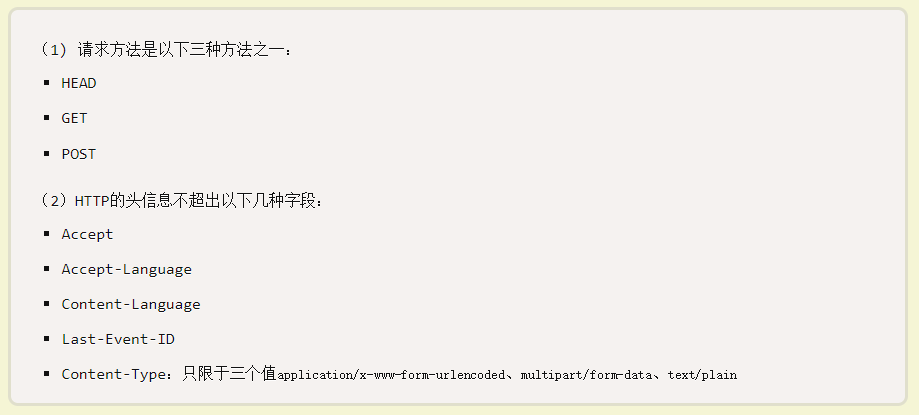 （1) 请求方法是以下三种方法之一：
▪ HEAD
▪ GET
▪ POST
（2）HTTP的头信息不超出以下几种字段：
▪ Accept
▪ Accept-Language
▪ Content-Language
▪ Last-Event-ID
▪ Content-Type：只限于三个值application/x-www-form-urlencoded、multipart/form-data、text/plain